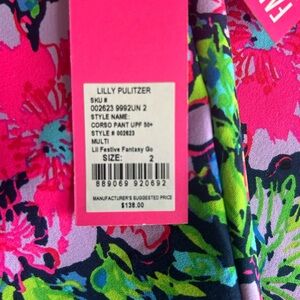 LILLY PULITZER
SKU #
002623 9992UN 2
STYLE NAME:
CORSO PANT UPF 50+
STYLE # 002623
MULTI
Lil Festive Fantasy Go
SIZE: 2
889069 920692
MANUFACTURER'S SUGGESTED PRICE
$138.00